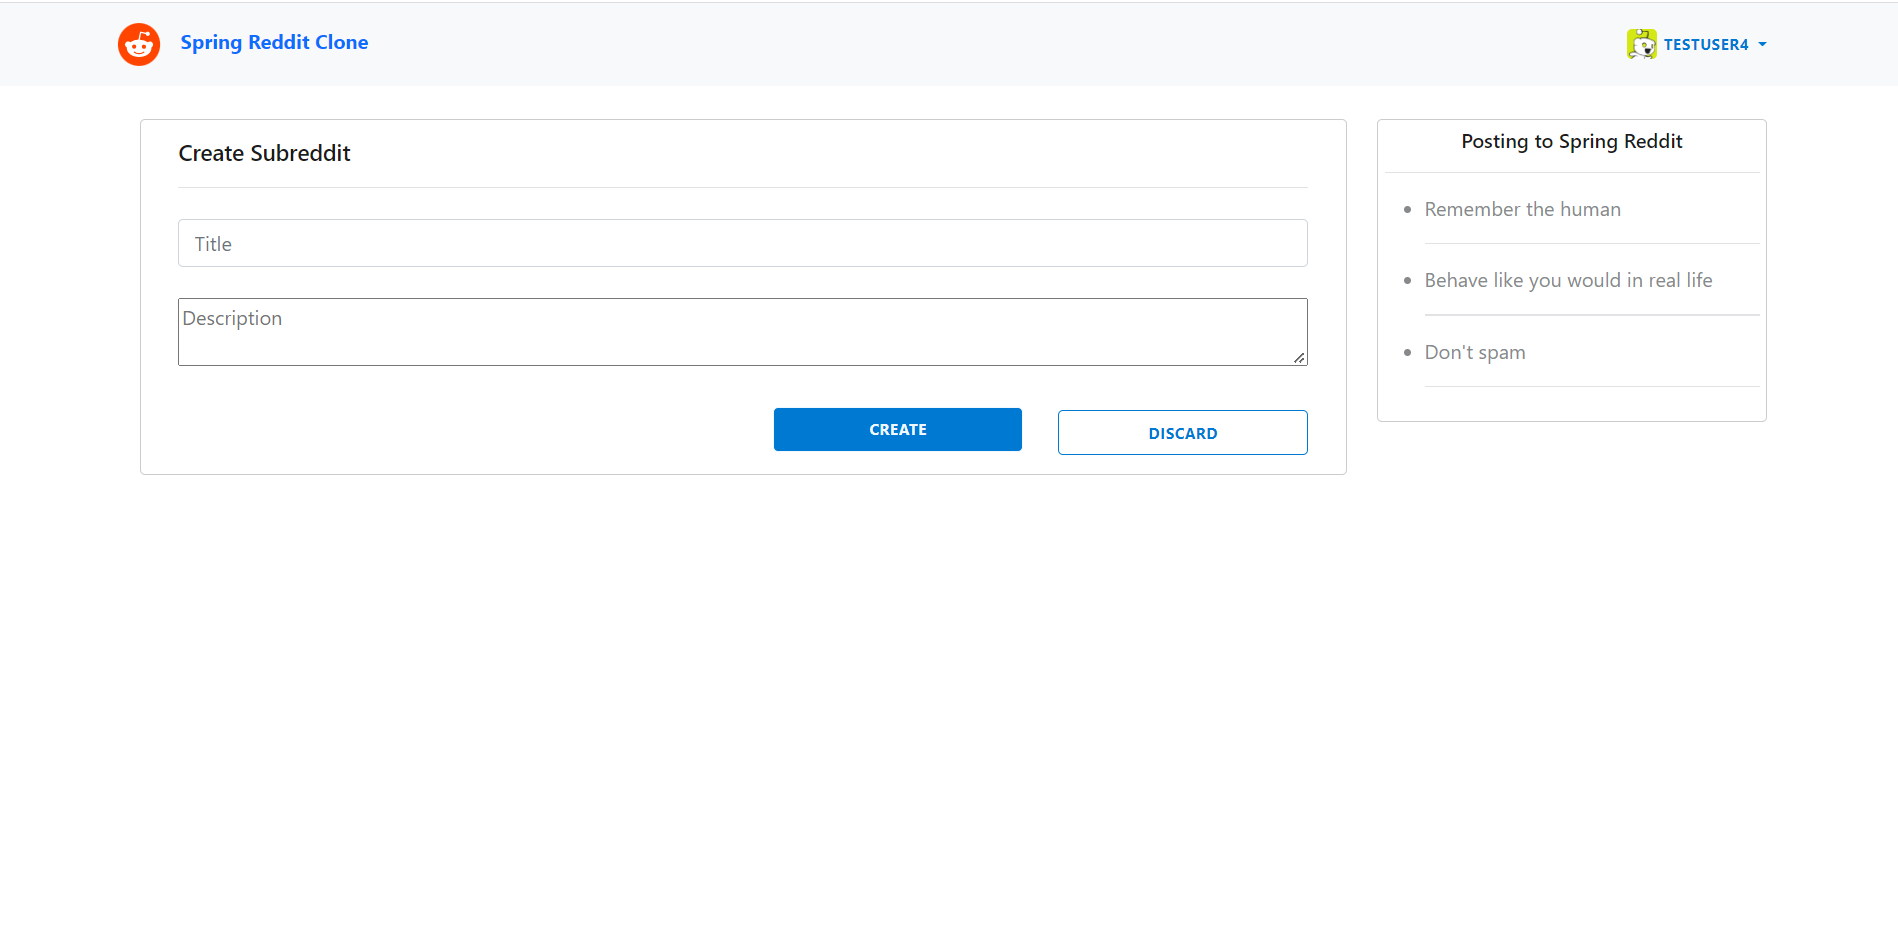 Spring Reddit Clone
TESTUSER4
Create Subreddit
Title
Description
CREATE
DISCARD
Posting to Spring Reddit
Remember the human
Behave like you would in real life
Don't spam